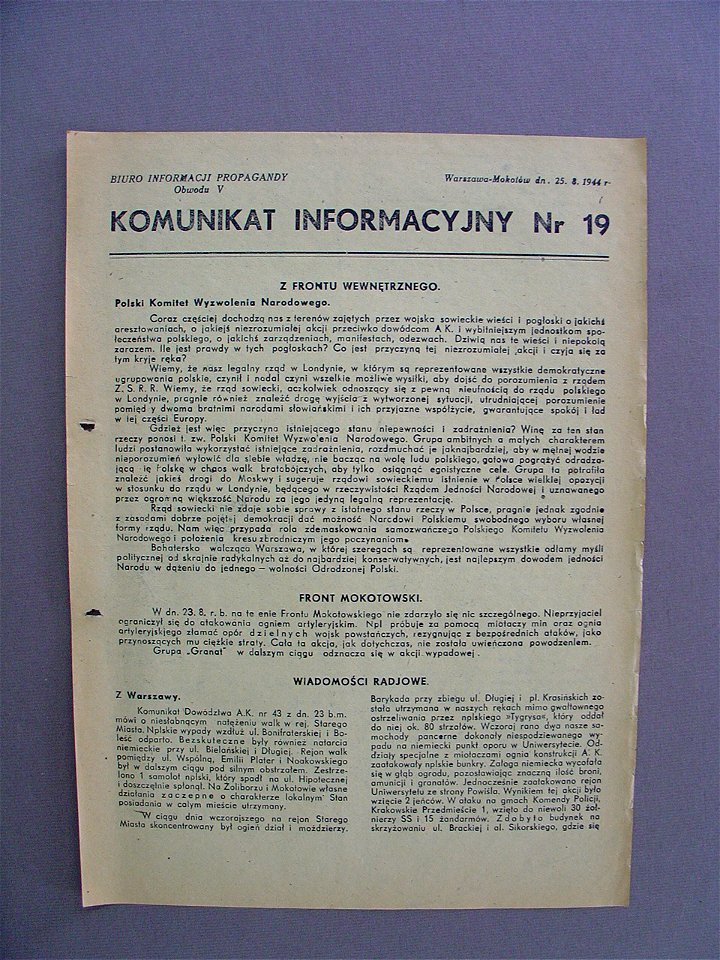 BIURO INFORMACJI PROPAGANDY
Obwodu V
Warszawa-Mokotów dn. 25. 8. 1944 r.
KOMUNIKAT INFORMACYJNY Nr 19
Z FRONTU WEWNĘTRZNEGO.
Polski Komitet Wyzwolenia Narodowego.
Coraz częściej dochodzą nas z terenów zajętych przez wojska sowieckie wieści i pogłoski o jakichś
aresztowaniach, o jakiejś niezrozumiałej akcji przeciwko dowódcom A K. i wybitniejszym jednostkom spo-
łeczeństwa polskiego, o jakichś zarządzeniach, manifestach, odezwach. Dziwią nas te wieści i niepokoją
zarazem. Ile jest prawdy w tych pogłoskach? Co jest przyczyną tej niezrozumiałej akcji i czyja się za
tym kryje ręka?
Wiemy, że nasz legalny rząd w Londynie, w którym są reprezentowane wszystkie demokratyczne
ugrupowania polskie, czynił i nadal czyni wszelkie możliwe wysiłki, aby dojść do porozumienia z rządem
Z. S. R. R. Wiemy, że rząd sowiecki, aczkolwiek odnoszący się z pewną nieufnością do rządu polskiego
w Londynie, pragnie również znaleźć drogę wyjścia z wytworzonej sytuacji, utrudniającej porozumienie
pomiędy dwoma bratnimi narodami słowiańskimi i ich przyjazne współżycie, gwarantujące spokój i ład
w tej części Europy.
Gdzież jest więc przyczyna istniejącego stanu niepewności i zadrażnienia? Winę za ten stan
rzeczy ponosi t. zw. Polski Komitet Wyzwolenia Narodowego. Grupa ambitnych a małych charakterem
ludzi postanowiła wykorzystać istniejące zadrażnienia, rozdmuchać je jaknajbardziej, aby w mętnej wodzie
nieporozumień wyłowić dla siebie władzę, nie bacząc na wolę ludu polskiego, gotowa pogrążyć odradza-
jącą się Polskę w chaos walk bratobójczych, aby tylko osiągnąć egoistyczne cele. Grupa ta potrafiła
znaleźć jakieś drogi do Moskwy i sugeruje rządowi sowieckiemu istnienie w Polsce wielkiej opozycji
w stosunku do rządu w Londynie, będącego w rzeczywistości Rządem Jedności Narodowej i uznawanego
przez ogromną większość Narodu za jego jedyną legalną reprezentację.
Rząd sowiecki nie zdaje sobie sprawy z istotnego stanu rzeczy w Polsce, pragnie jednak zgodnie
z zasadami dobrze pojętej demokracji dać możność Narodowi Polskiemu swobodnego wyboru własnej
formy rządu. Nam więc przypada rola zdemaskowania samozwańczego Polskiego Komitetu Wyzwolenia
Narodowego i położenia kresu zbrodniczym jego poczynaniom.
Bohatersko walcząca Warszawa, w której szeregach są reprezentowane wszystkie odłamy myśli
politycznej od skrajnie radykalnych aż do najbardziej konserwatywnych, jest najlepszym dowodem jedności
Narodu w dążeniu do jednego — wolności Odrodzonej Polski.
FRONT MOKOTOWSKI.
W dn. 23. 8. r. b. na te enie Frontu Mokotowskiego nie zdarzyło się nic szczególnego. Nieprzyjaciel
ograniczył się do atakowania ogniem artyleryjskim. Npl próbuje za pomocą miotaczy min oraz ognia
artyleryjskjego złamać opór dzielnych wojsk powstańczych, rezygnując z bezpośrednich ataków, jako
przynoszących mu ciężkie straty. Cała ta akcja, jak dotychczas, nie została uwieńczona powodzeniem.
Grupa „Granat" w dalszym ciągu odznacza się w akcji wypadowej.
WIADOMOŚCI RADJOWE.
Z Warszawy.
Komunikat Dowództwa A.K. nr 43 z dn. 23 b.m.
mówi o niesłabnącym natężeniu walk w rej. Starego
Miasta. Nplskie wypady wzdłuż ul. Bonifraterskiej i Bo-
leść odparto. Bezskuteczne były również natarcia
niemieckie przy ul. Bielańskiej i Długiej. Rejon walk
pomiędzy ul. Wspólną, Emilii Plater i Noakowskiego
był w dalszym ciągu pod silnym obstrzałem. Zestrze-
lono 1 samolot nplski, który spadł na ul. Hipotecznej
i doszczętnie spłonął. Na Żoliborzu i Mokotowie własne
działania zaczepne o charakterze lokalnym. Stan
posiadania w całym mieście utrzymany.
W ciągu dnia wczorajszego na rejon Starego
Miasta skoncentrowany był ogień dział i moździerzy.
Barykada przy zbiegu ul. Długiej i pl. Krasińskich zo-
stała utrzymana w naszych rękach mimo gwałtownego
ostrzeliwania przez nplskiego »Tygrysa«, który oddał
do niej ok. 80 strzałów. Wczoraj rano dwa nasze sa-
mochody pancerne dokonały niespodziewanego wy-
padu na niemiecki punkt oporu w Uniwersytecie. Od-
działy specjalne z miotaczami ognia konstrukcji A. K.
zaatakowały nplskie bunkry. Załoga niemiecka wycofała
się w głąb ogrodu, pozostawiając znaczną ilość broni,
amunicji i granatów. Jednocześnie zaatakowano rejon
Uniwersytetu ze strony Powiśla. Wynikiem tej akcji było
wzięcie 2 jeńców. W ataku na gmach Komendy Policji,
Krakowskie Przedmieście 1, wzięto do niewoli 30 żoł-
nierzy SS i 15 żandarmów. Zdobyto budynek na
skrzyżowaniu ul. Brackiej i al. Sikorskiego, gdzie się